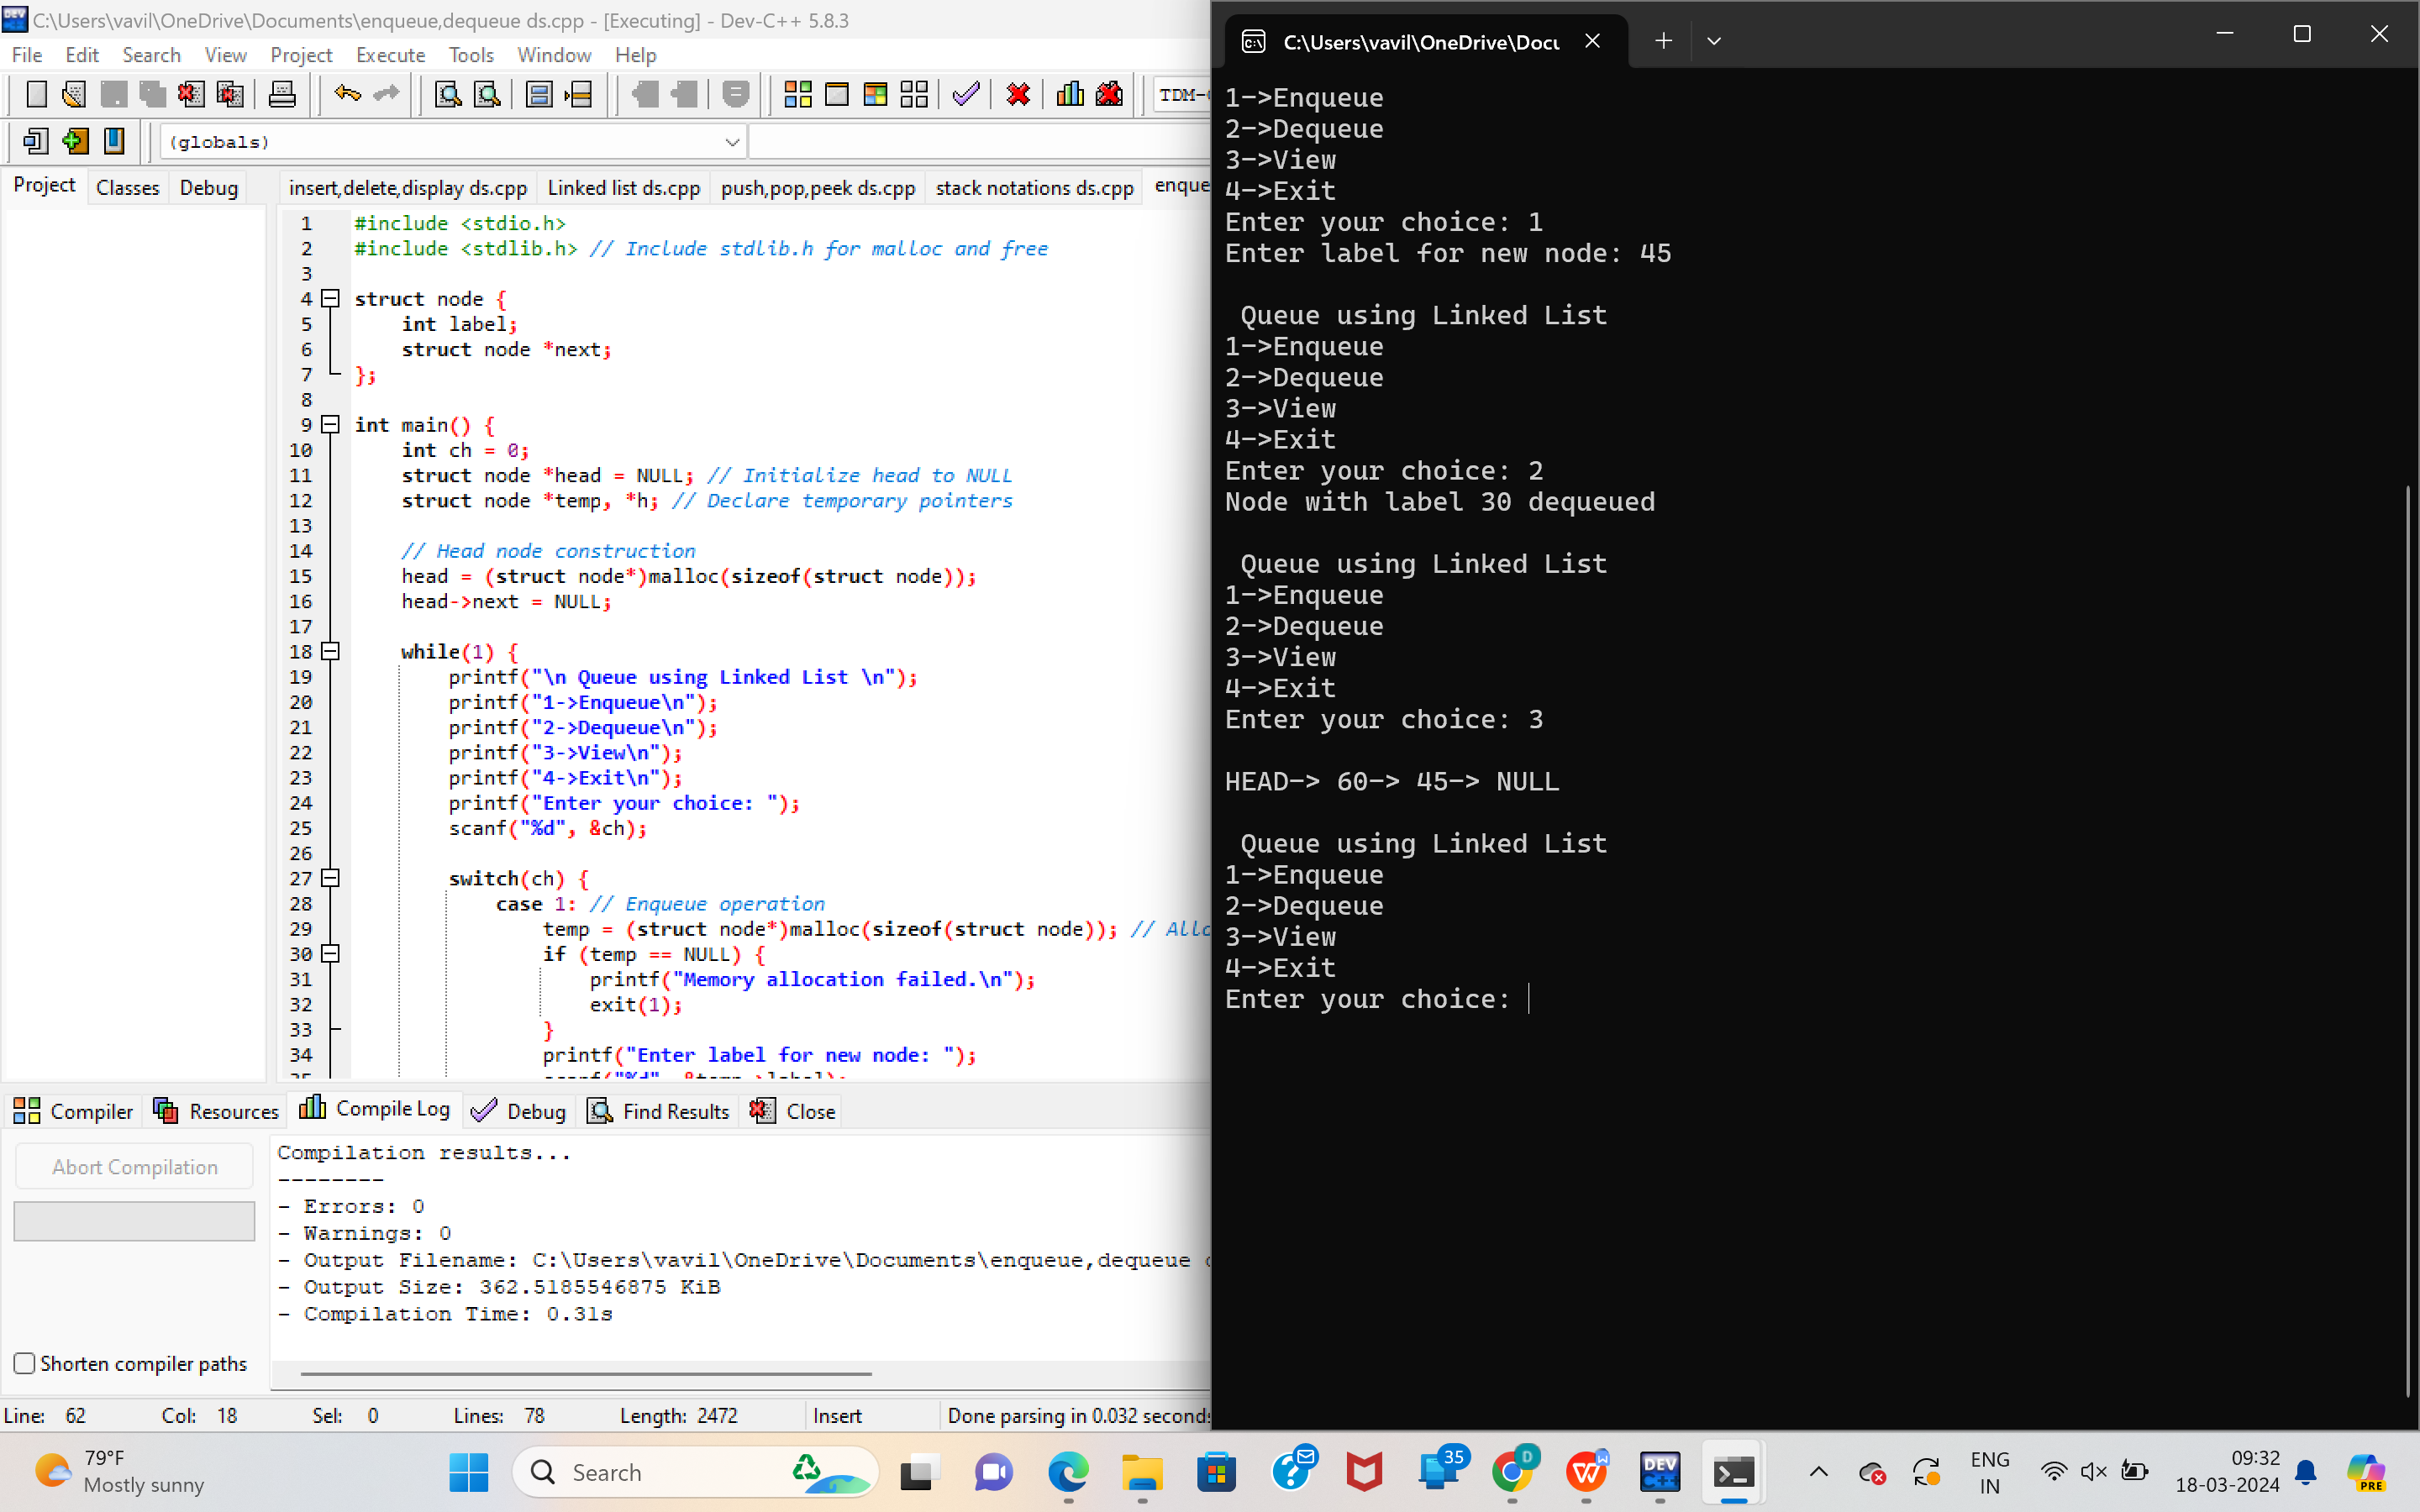 C:\Users\vavil\OneDrive\Documents\enqueue,dequeue ds.cpp - [Executing] - Dev-C++ 5.8.3
File Edit Search View Project Execute Tools Window Help
TDM-
(globals)
Project Classes Debug
insert,delete,display ds.cpp Linked list ds.cpp push,pop,peek ds.cpp stack notations ds.cpp enque
1 #include <stdio.h>
2 #include <stdlib.h> // Include stdlib.h for malloc and free
3
4 struct node {
5 int label;
6 struct node *next;
7 };
8
9 int main() {
10 int ch = 0;
11 struct node *head = NULL; // Initialize head to NULL
12 struct node *temp, *h; // Declare temporary pointers
13
14 // Head node construction
15 head = (struct node*)malloc(sizeof(struct node));
16 head->next = NULL;
17
18 while(1) {
19 printf("\n Queue using Linked List \n");
20 printf("1->Enqueue\n");
21 printf("2->Dequeue\n");
22 printf("3->View\n");
23 printf("4->Exit\n");
24 printf("Enter your choice: ");
25 scanf("%d", &ch);
26
27 switch(ch) {
28 case 1: // Enqueue operation
29 temp = (struct node*)malloc(sizeof(struct node)); // Allo
30 if (temp == NULL) {
31 printf("Memory allocation failed.\n");
32 exit(1);
33 }
34 printf("Enter label for new node: ");
Compiler Resources Compile Log Debug Find Results Close
Abort Compilation
Shorten compiler paths
Compilation results...
--------
- Errors: 0
- Warnings: 0
- Output Filename: C:\Users\vavil\OneDrive\Documents\enqueue,dequeue
- Output Size: 362.5185546875 KiB
- Compilation Time: 0.31s
Line: 62 Col: 18 Sel: 0 Lines: 78 Length: 2472 Insert Done parsing in 0.032 seconds
C:\Users\vavil\OneDrive\Docu
1->Enqueue
2->Dequeue
3->View
4->Exit
Enter your choice: 1
Enter label for new node: 45
Queue using Linked List
1->Enqueue
2->Dequeue
3->View
4->Exit
Enter your choice: 2
Node with label 30 dequeued
Queue using Linked List
1->Enqueue
2->Dequeue
3->View
4->Exit
Enter your choice: 3
HEAD-> 60-> 45-> NULL
Queue using Linked List
1->Enqueue
2->Dequeue
3->View
4->Exit
Enter your choice:
79°F
Mostly sunny
Search
35
D
W
DEV
C++
ENG
IN
09:32
18-03-2024
PRE